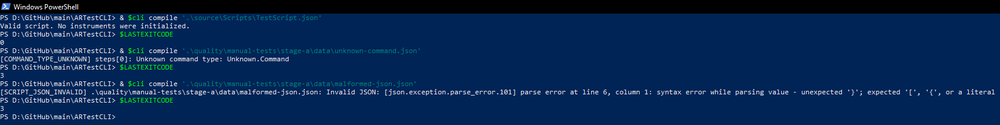 Windows PowerShell
PS D:\GitHub\main\ARTestCLI> & $cli compile '.\source\Scripts\TestScript.json'
Valid script. No instruments were initialized.
PS D:\GitHub\main\ARTestCLI> $LASTEXITCODE
0
PS D:\GitHub\main\ARTestCLI> & $cli compile '.\quality\manual-tests\stage-a\data\unknown-command.json'
[COMMAND_TYPE_UNKNOWN] steps[0]: Unknown command type: Unknown.Command
PS D:\GitHub\main\ARTestCLI> $LASTEXITCODE
3
PS D:\GitHub\main\ARTestCLI> & $cli compile '.\quality\manual-tests\stage-a\data\malformed-json.json'
[SCRIPT_JSON_INVALID] .\quality\manual-tests\stage-a\data\malformed-json.json: Invalid JSON: [json.exception.parse_error.101] parse error at line 6, column 1: syntax error while parsing value - unexpected '}'; expected '[', '{', or a literal
PS D:\GitHub\main\ARTestCLI> $LASTEXITCODE
3
PS D:\GitHub\main\ARTestCLI>